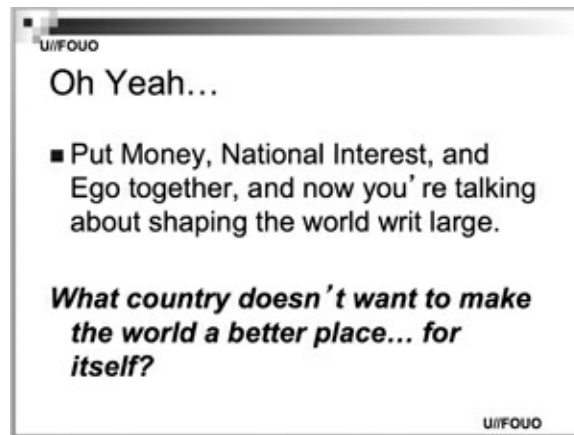 U//FOUO
Oh Yeah...
■ Put Money, National Interest, and
Ego together, and now you're talking
about shaping the world writ large.
What country doesn't want to make
the world a better place... for
itself?
U//FOUO